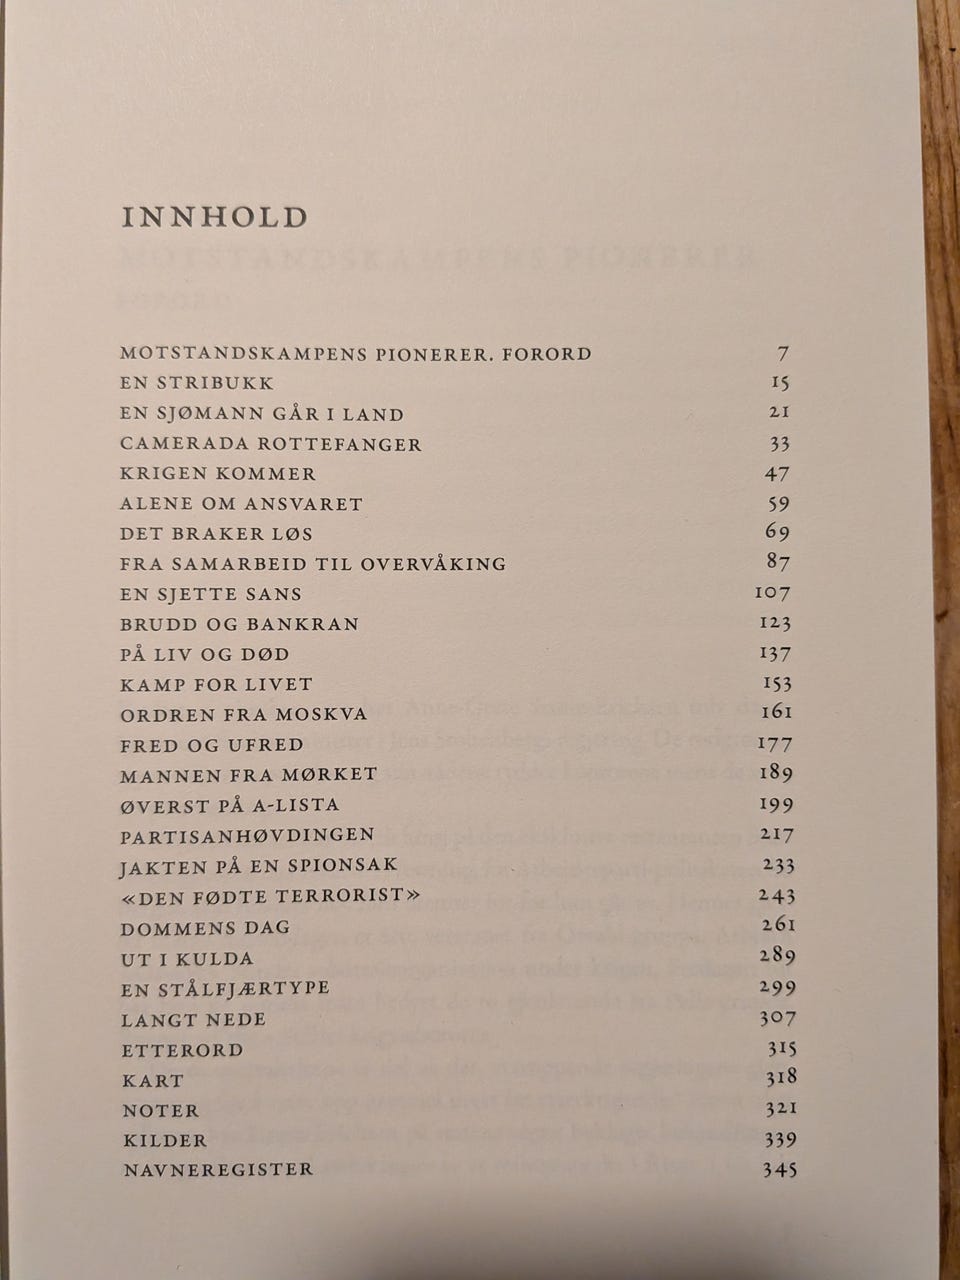 INNHOLD
MOTSTANDSKAMPENS PIONERER. FORORD 7
EN STRIBUKK 15
EN SJØMANN GÅR I LAND 21
CAMERADA ROTTEFANGER 33
KRIGEN KOMMER 47
ALENE OM ANSVARET 59
DET BRAKER LØS 69
FRA SAMARBEID TIL OVERVÅKING 87
EN SJETTE SANS 107
BRUDD OG BANKRAN 123
PÅ LIV OG DØD 137
KAMP FOR LIVET 153
ORDREN FRA MOSKVA 161
FRED OG UFRED 177
MANNEN FRA MØRKET 189
ØVERST PÅ A-LISTA 199
PARTISANHØVDINGEN 217
JAKTEN PÅ EN SPIONSAK 233
«DEN FØDTE TERRORIST» 243
DOMMENS DAG 261
UT I KULDA 289
EN STÅLFJÆRTYPE 299
LANGT NEDE 307
ETTERORD 315
KART 318
NOTER 321
KILDER 339
NAVNEREGISTER 345